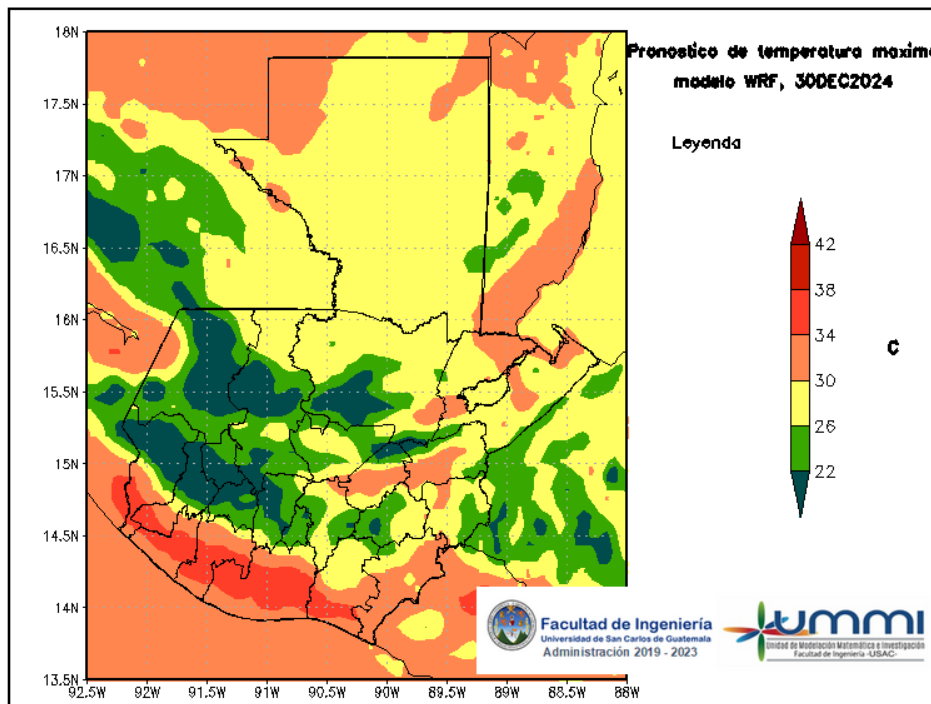 Pronostico de temperatura maxim
modelo WRF, 30DEC2024
Leyenda
42
38
34
30
26
22
C
18N
17.5N
17N
16.5N
16N
15.5N
15N
14.5N
14N
13.5N
92.5W 92W 91.5W 91W 90.5W 90W 89.5W 89W 88.5W 88W
Facultad de Ingeniería
Universidad de San Carlos de Guatemala
Administración 2019 - 2023
ummi
Unidad de Modelación Matemática e Investigación
Facultad de Ingeniería -USAC-